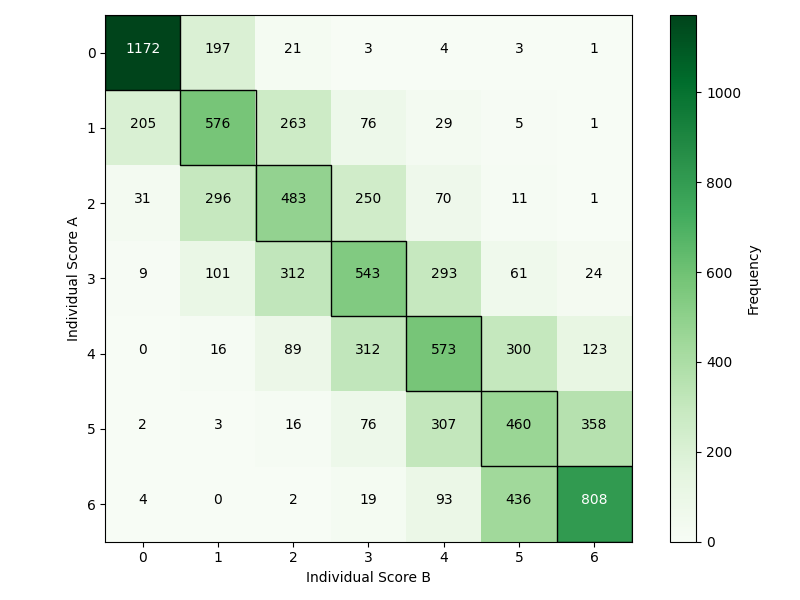 0 1172 197 21 3 4 3 1
1 205 576 263 76 29 5 1
2 31 296 483 250 70 11 1
3 9 101 312 543 293 61 24
4 0 16 89 312 573 300 123
5 2 3 16 76 307 460 358
6 4 0 2 19 93 436 808
0 1 2 3 4 5 6
Individual Score B
Individual Score A
1000
800
600
400
200
0
Frequency